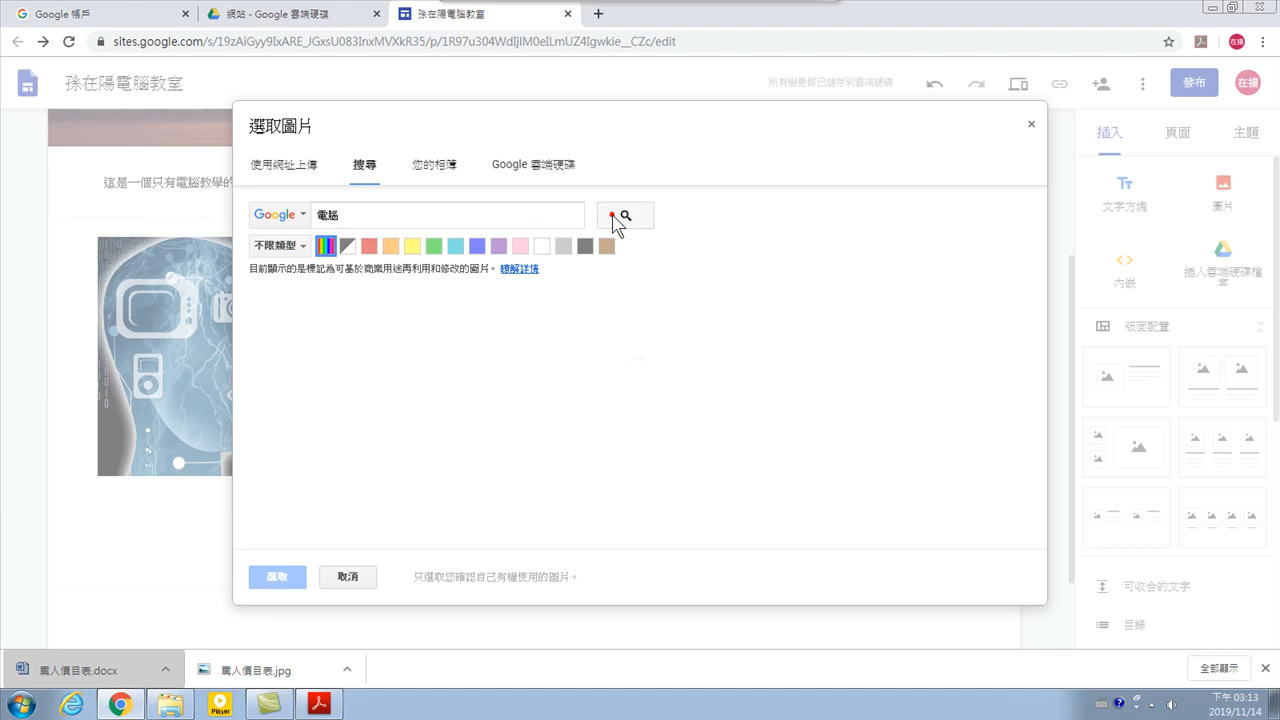 Google 帳戶
網站 - Google 雲端硬碟
孫在陽電腦教室
sites.google.com/s/19zAiGyy9IxARE_JGxsU083InxMVXkR35/p/1R97u304WdIjlM0eILmUZ4Igwkie__CZc/edit
在揚
孫在陽電腦教室
所有變更都已儲存到雲端硬碟
發布
在揚
選取圖片
使用網址上傳
搜尋
您的相簿
Google 雲端硬碟
Google
電腦
不限類型
目前顯示的是標記為可基於商業用途再利用和修改的圖片。 瞭解詳情
選取
取消
只選取您確認自己有權使用的圖片。
這是一個只有電腦教學的
插入
頁面
主題
文字方塊
圖片
內嵌
插入雲端硬碟檔
案
版面配置
可收合的文字
目錄
罵人價目表.docx
罵人價目表.jpg
全部顯示
Player
下午 03:13
2019/11/14